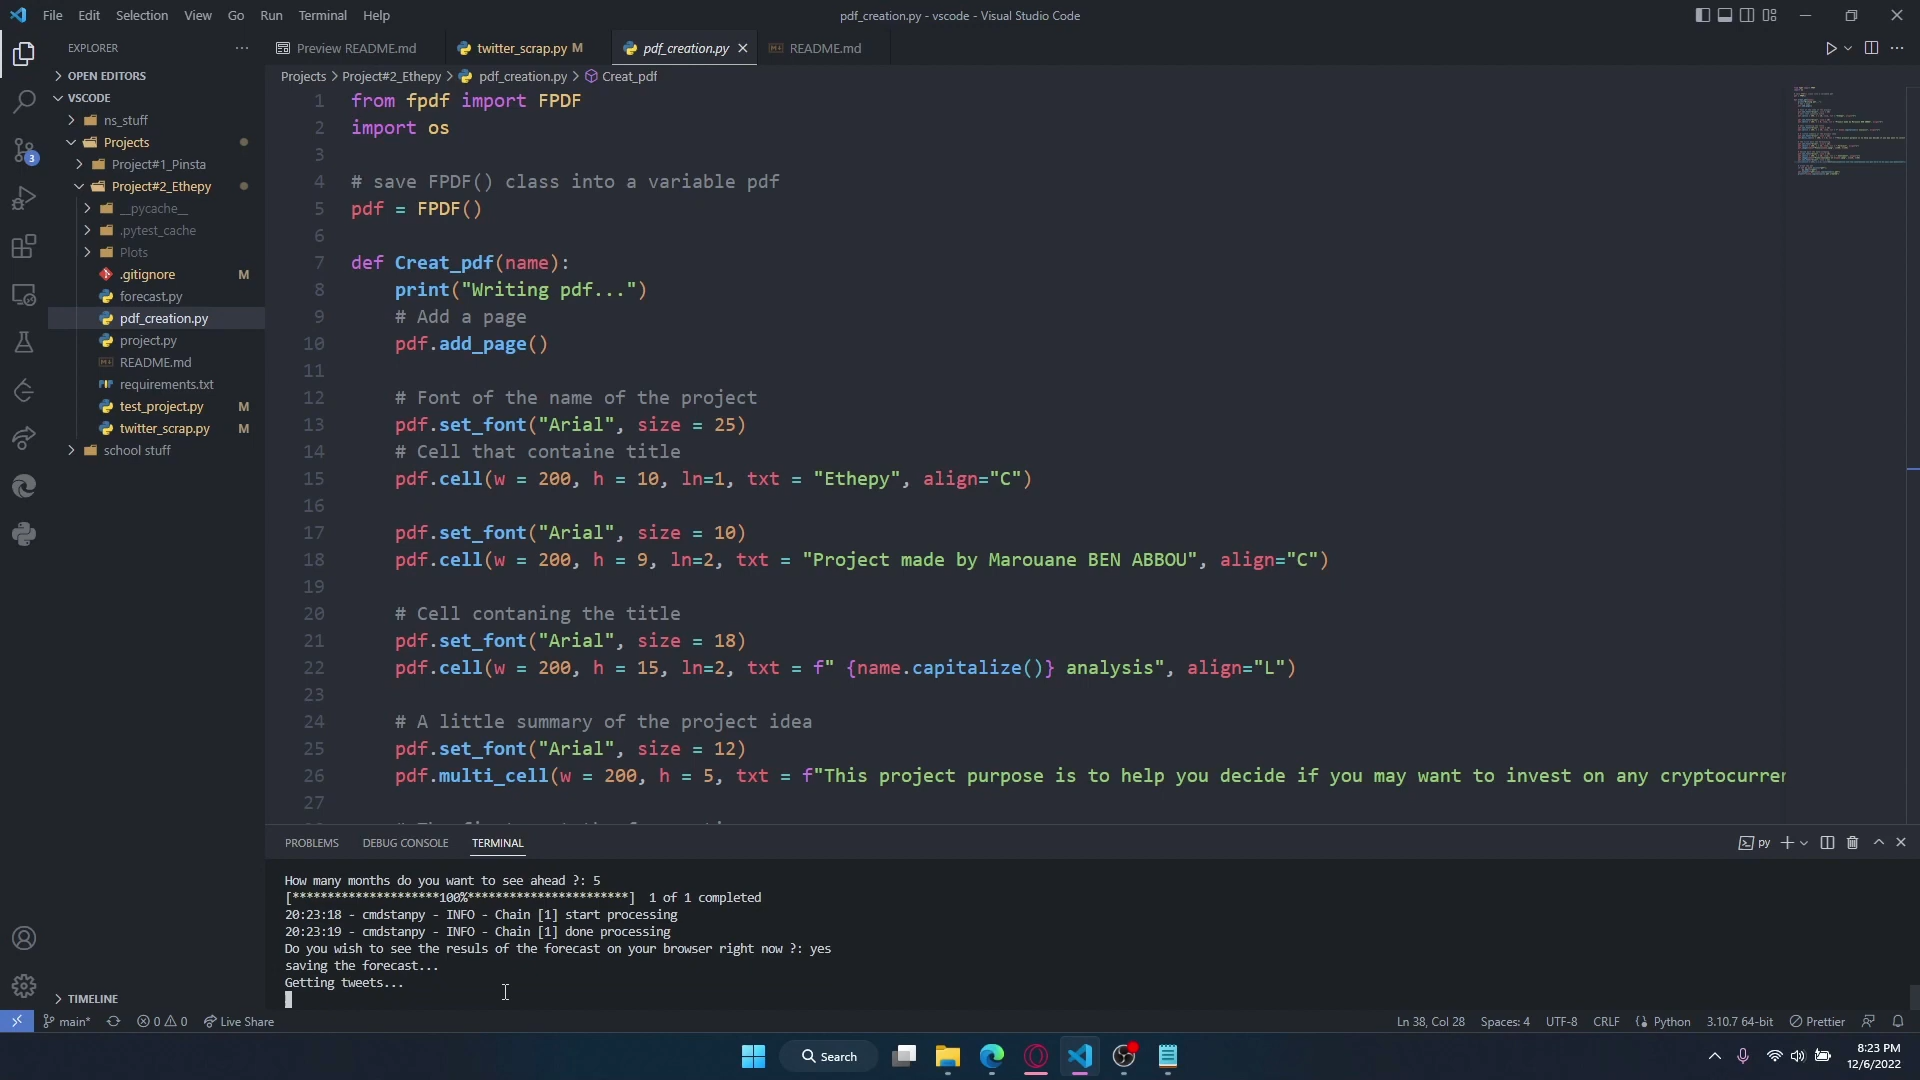 File Edit Selection View Go Run Terminal Help
pdf_creation.py - vscode - Visual Studio Code
EXPLORER
Preview README.md
twitter_scrap.py M
pdf_creation.py
README.md
OPEN EDITORS
VSCODE
ns_stuff
Projects
Project#1_Pinsta
Project#2_Ethepy
__pycache__
.pytest_cache
Plots
.gitignore M
forecast.py
pdf_creation.py
project.py
README.md
requirements.txt
test_project.py M
twitter_scrap.py M
school stuff
TIMELINE
3
Projects > Project#2_Ethepy > pdf_creation.py > Creat_pdf
1 from fpdf import FPDF
2 import os
3
4 # save FPDF() class into a variable pdf
5 pdf = FPDF()
6
7 def Creat_pdf(name):
8 print("Writing pdf...")
9 # Add a page
10 pdf.add_page()
11
12 # Font of the name of the project
13 pdf.set_font("Arial", size = 25)
14 # Cell that containe title
15 pdf.cell(w = 200, h = 10, ln=1, txt = "Ethepy", align="C")
16
17 pdf.set_font("Arial", size = 10)
18 pdf.cell(w = 200, h = 9, ln=2, txt = "Project made by Marouane BEN ABBOU", align="C")
19
20 # Cell contaning the title
21 pdf.set_font("Arial", size = 18)
22 pdf.cell(w = 200, h = 15, ln=2, txt = f" {name.capitalize()} analysis", align="L")
23
24 # A little summary of the project idea
25 pdf.set_font("Arial", size = 12)
26 pdf.multi_cell(w = 200, h = 5, txt = f"This project purpose is to help you decide if you may want to invest on any cryptocurrer
27
PROBLEMS DEBUG CONSOLE TERMINAL
py
How many months do you want to see ahead ?: 5
[*********************100%***********************] 1 of 1 completed
20:23:18 - cmdstanpy - INFO - Chain [1] start processing
20:23:19 - cmdstanpy - INFO - Chain [1] done processing
Do you wish to see the resuls of the forecast on your browser right now ?: yes
saving the forecast...
Getting tweets...
main* 0 0 Live Share
Ln 38, Col 28 Spaces: 4 UTF-8 CRLF Python 3.10.7 64-bit Prettier
Search
8:23 PM
12/6/2022